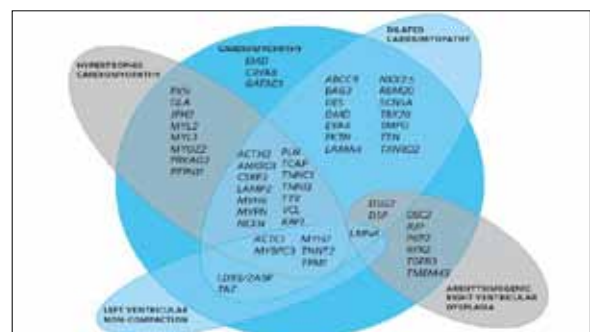 CARDIOMYOPATHY
EMD
CRYAB
GATAD1
DILATED
CARDIOMYOPATHY
HYPERTROPHIC
CARDIOMYOPATHY
FXN
GLA
JPH2
MYL2
MYL3
MYOZ2
PRKAG2
PTPN11
ABCC9
BAG3
DES
DMD
EYA4
FKTN
LAMA4
NKX2.5
RBM20
SCN5A
TBX20
TMPO
TTN
TXNRD2
ACTN2
ANKRD1
CSRP3
LAMP2
MYH6
MYPN
NEXN
PLN
TCAP
TNNC1
TNNI3
TTR
VCL
RAF1
ACTC1
MYBPC3
MYH7
TNNT2
TPM1
LDB3/ZASP
TAZ
LMNA
DSG2
DSP
DSC2
JUP
PKP2
RYR2
TGFB3
TMEM43
LEFT VENTRICULAR
NON-COMPACTION
ARRHYTHMOGENIC
RIGHT VENTRICULAR
DYSPLASIA